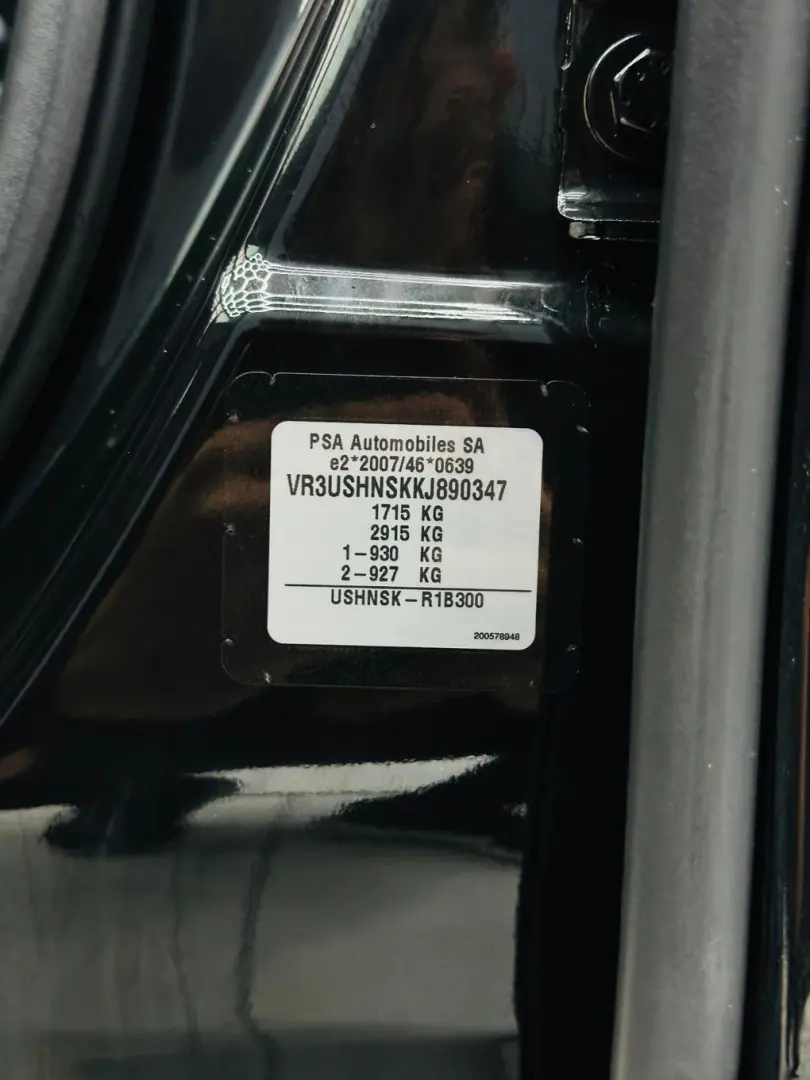 PSA Automobiles SA
e2*2007/46*0639
VR3USHNSKKJ890347
1715 KG
2915 KG
1-930 KG
2-927 KG
USHNSK-R1B300
200578948